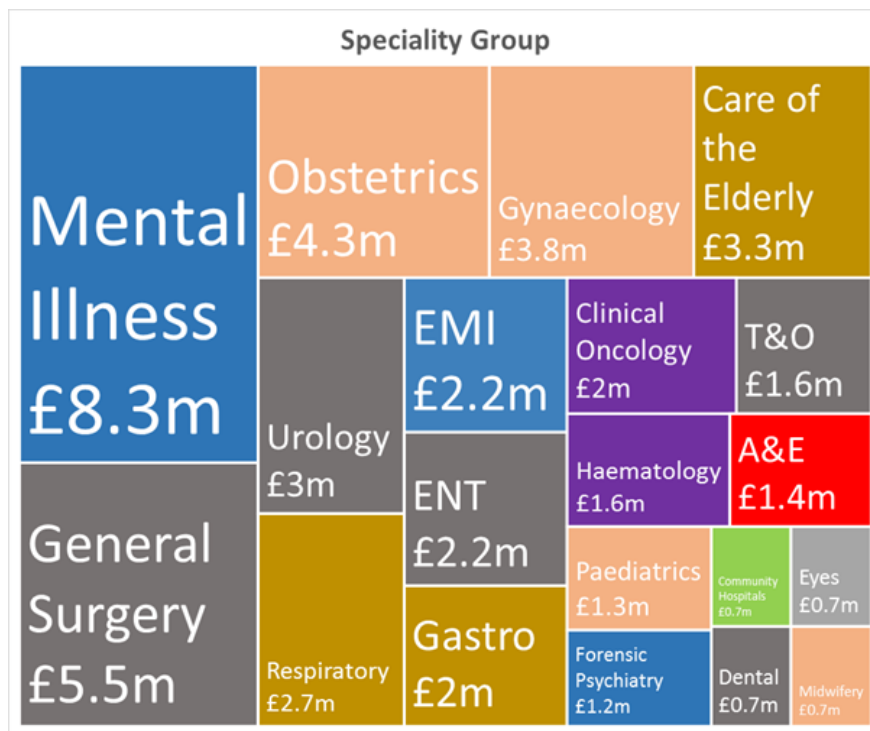 Speciality Group
Mental
Illness
£8.3m
General
Surgery
£5.5m
Obstetrics
£4.3m
Gynaecology
£3.8m
Care of
the
Elderly
£3.3m
Urology
£3m
Respiratory
£2.7m
EMI
£2.2m
ENT
£2.2m
Gastro
£2m
Clinical
Oncology
£2m
T&O
£1.6m
Haematology
£1.6m
A&E
£1.4m
Paediatrics
£1.3m
Forensic
Psychiatry
£1.2m
Community
Hospitals
£0.7m
Eyes
£0.7m
Dental
£0.7m
Midwifery
£0.7m